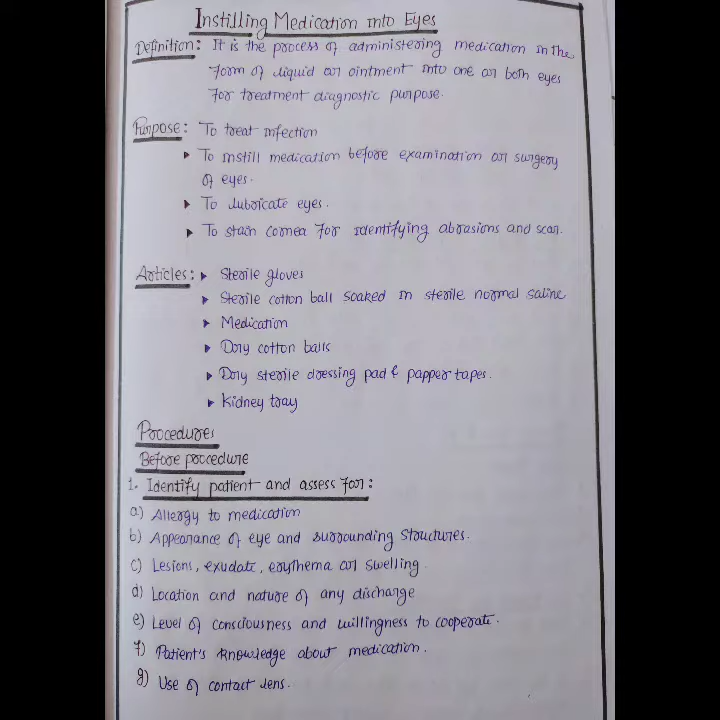 Instilling Medication into Eyes
Definition: It is the process of administering medication in the
form of liquid or ointment into one or both eyes
for treatment diagnostic purpose.
Purpose: To treat infection
▸ To instill medication before examination or surgery
of eyes.
▸ To lubricate eyes.
▸ To stain cornea for identifying abrasions and scar.
Articles: ▸ Sterile gloves
▸ Sterile cotton ball soaked in sterile normal saline
▸ Medication
▸ Dry cotton balls
▸ Dry sterile dressing pad & papper tapes.
▸ Kidney tray
Procedures
Before procedure
1. Identify patient and assess for:
a) Allergy to medication
b) Appearance of eye and surrounding structures.
c) Lesions, exudate, erythema or swelling
d) Location and nature of any discharge
e) Level of consciousness and willingness to cooperate.
f) Patient's knowledge about medication.
g) Use of contact lens.